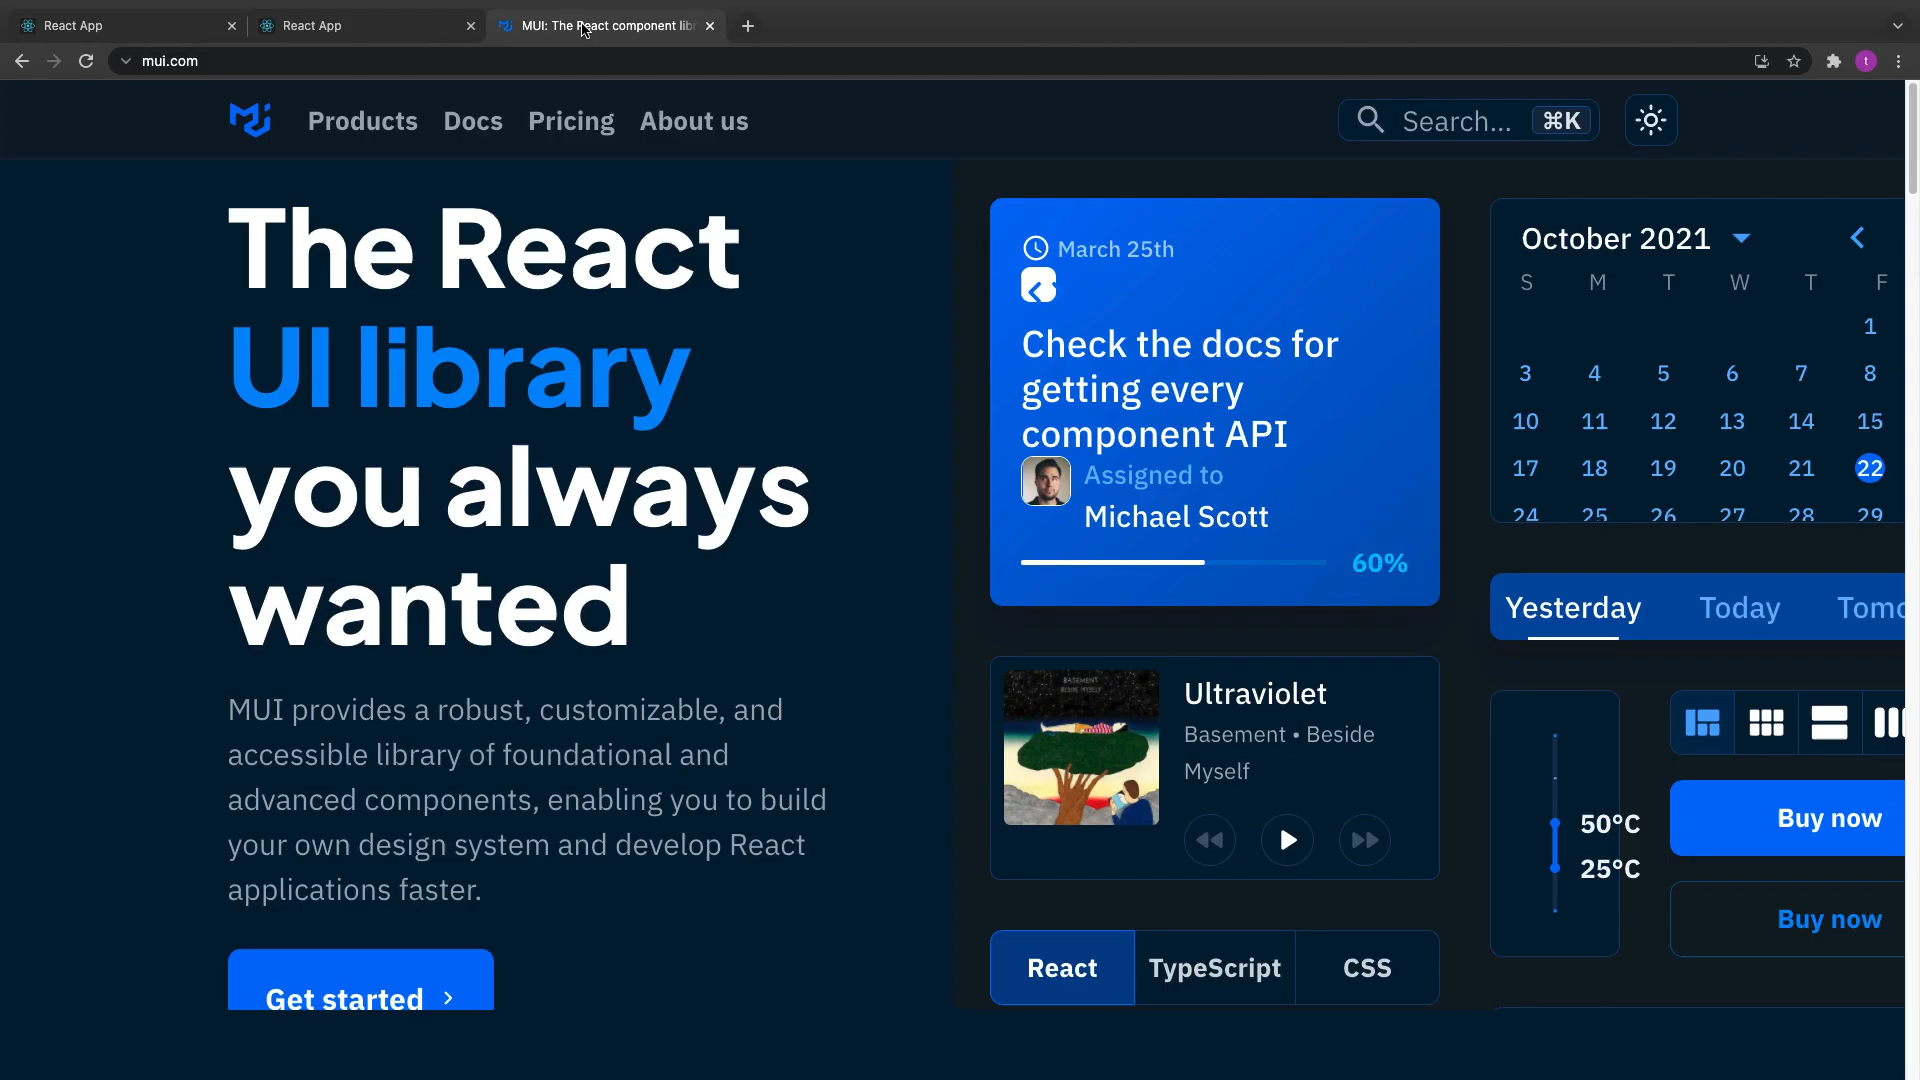 React App
React App
MUI: The React component lib
mui.com
t
Products Docs Pricing About us
Search... ⌘K
The React
UI library
you always
wanted
MUI provides a robust, customizable, and
accessible library of foundational and
advanced components, enabling you to build
your own design system and develop React
applications faster.
Get started
March 25th
Check the docs for
getting every
component API
Assigned to
Michael Scott
60%
BASEMENT
BESIDE MYSELF
Ultraviolet
Basement • Beside
Myself
React TypeScript CSS
October 2021
S M T W T F
1
3 4 5 6 7 8
10 11 12 13 14 15
17 18 19 20 21 22
24 25 26 27 28 29
Yesterday Today Tomo
50°C
25°C
Buy now
Buy now